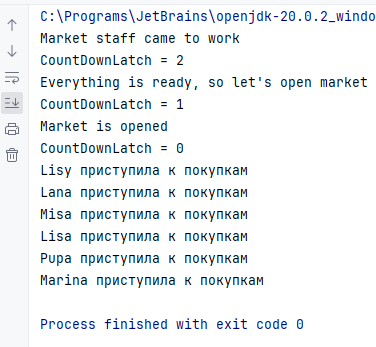 C:\Programs\JetBrains\openjdk-20.0.2_windo
Market staff came to work
CountDownLatch = 2
Everything is ready, so let's open market
CountDownLatch = 1
Market is opened
CountDownLatch = 0
Lisy приступила к покупкам
Lana приступила к покупкам
Misa приступила к покупкам
Lisa приступила к покупкам
Pupa приступила к покупкам
Marina приступила к покупкам
Process finished with exit code 0